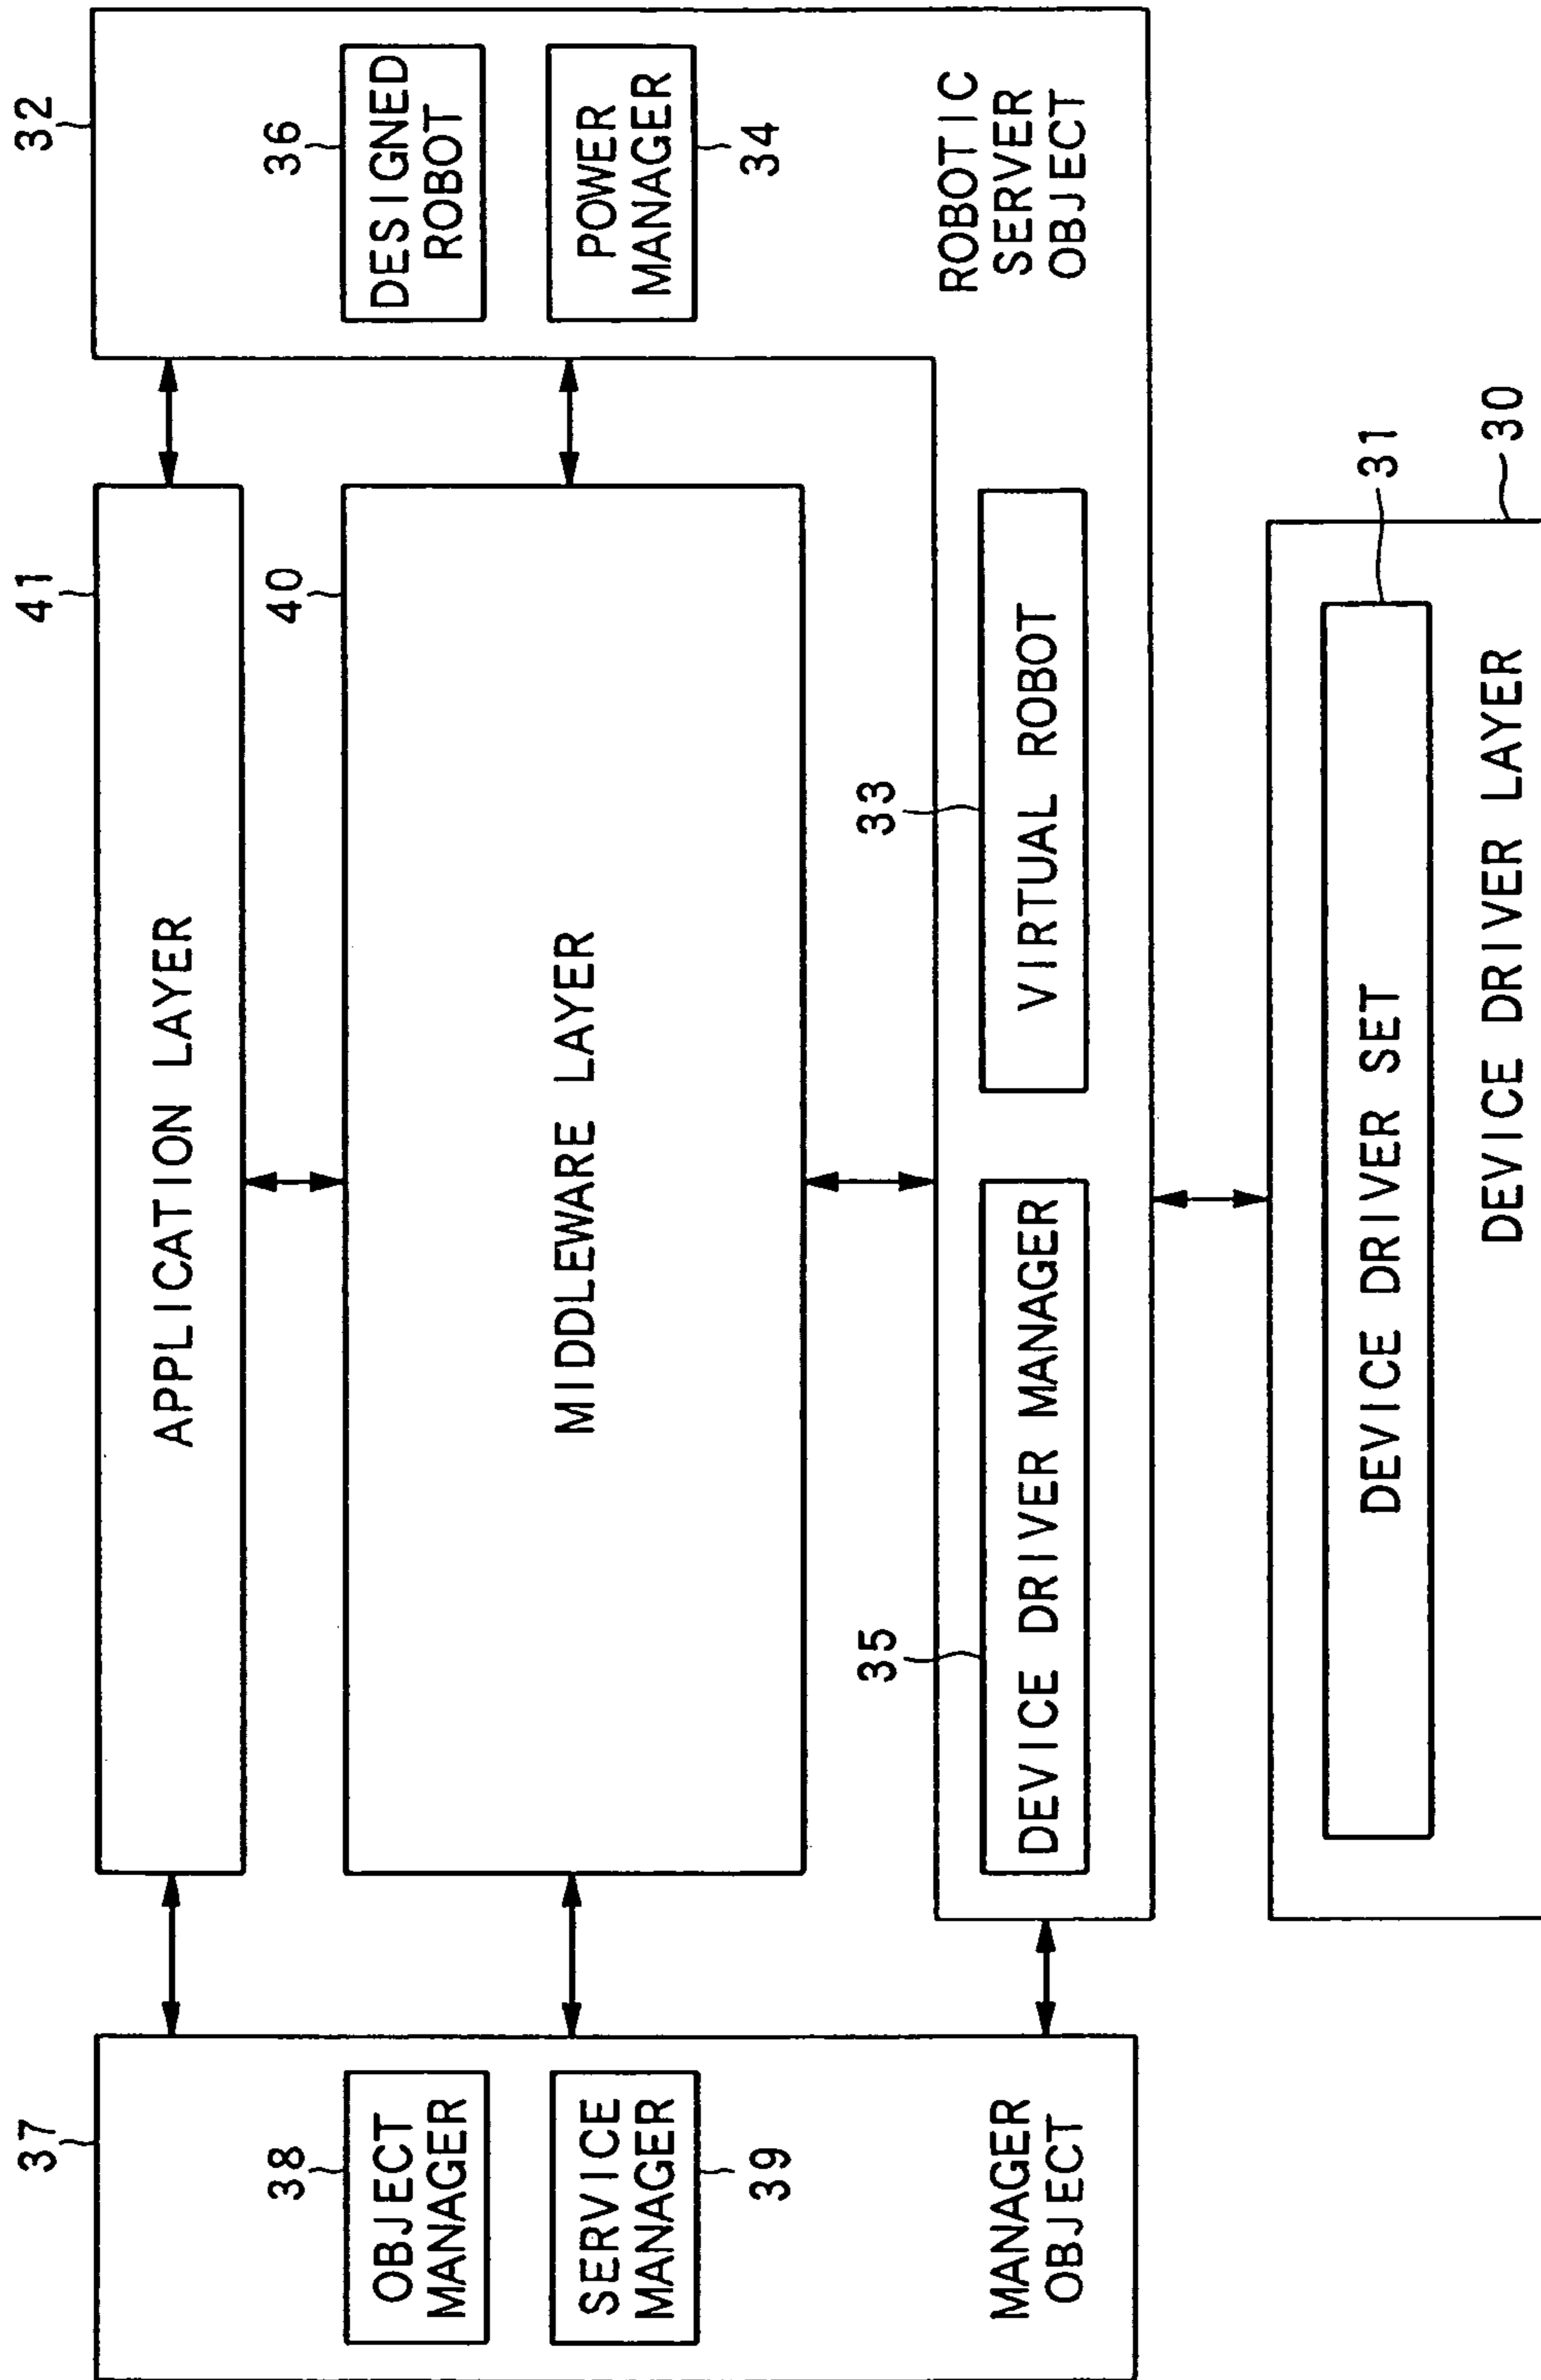 37
41
32
38
OBJECT
MANAGER
SERVICE
MANAGER
39
MANAGER
OBJECT
APPLICATION LAYER
40
MIDDLEWARE LAYER
36
DESIGNED
ROBOT
POWER
MANAGER
34
35
DEVICE DRIVER MANAGER
33
VIRTUAL ROBOT
ROBOTIC
SERVER
OBJECT
31
DEVICE DRIVER SET
DEVICE DRIVER LAYER
30